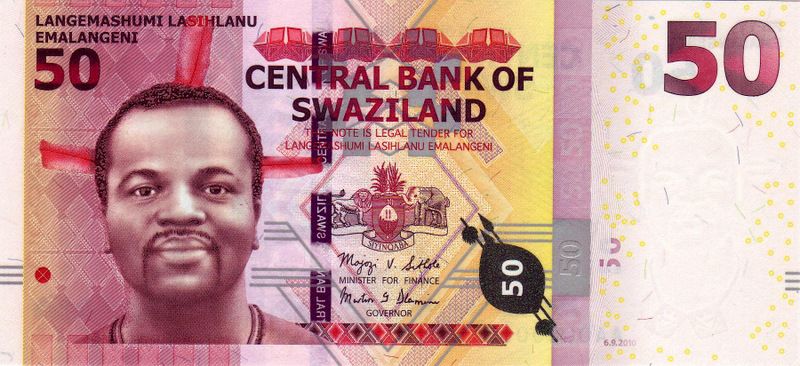 LANGEMASHUMI LASIHLANU
EMALANGENI
50
50
CENTRAL BANK OF
SWAZILAND
THIS NOTE IS LEGAL TENDER FOR
LANGEMASHUMI LASIHLANU EMALANGENI
SIYINQABA
Majozi V. Sithole
MINISTER FOR FINANCE
Martin G Dlamini
GOVERNOR
50
50
50
6.9.2010